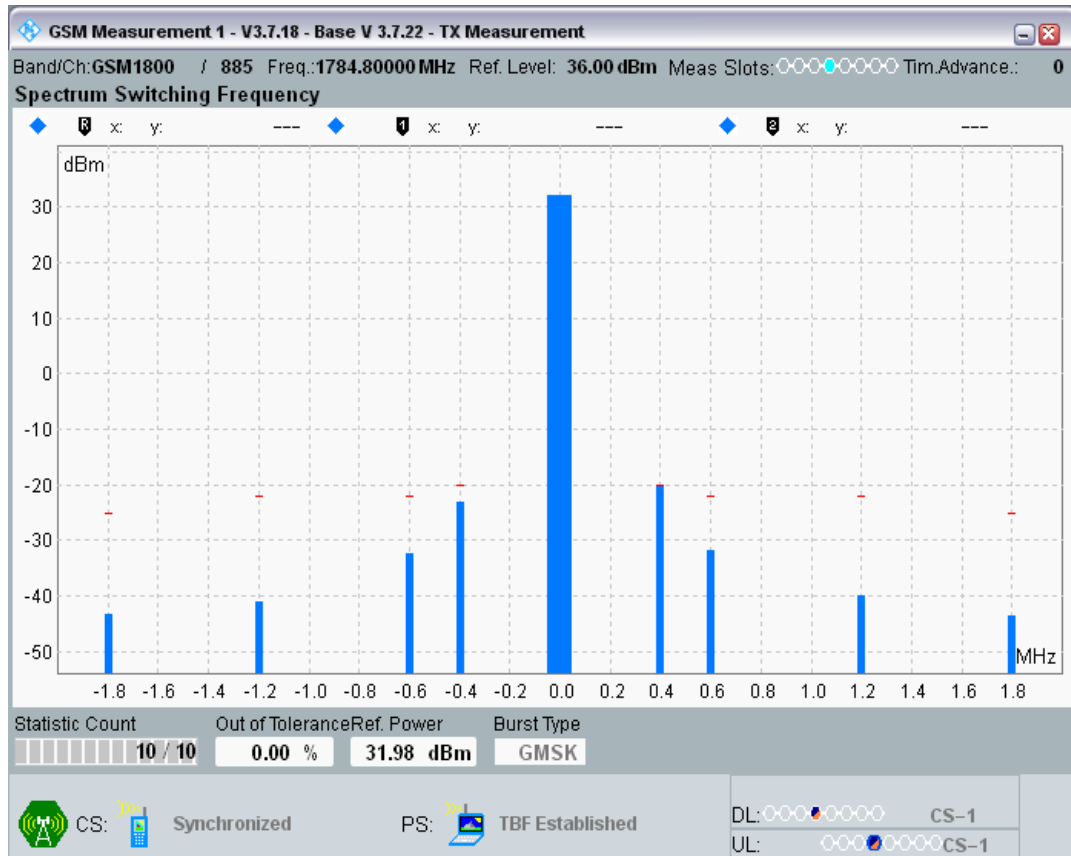 GSM Measurement 1 - V3.7.18 - Base V 3.7.22 - TX Measurement
Band/Ch:GSM1800 / 885 Freq.:1784.80000 MHz Ref. Level: 36.00 dBm Meas Slots: Tim.Advance.: 0
Spectrum Switching Frequency
R x: y: --- 1 x: y: --- 2 x: y: ---
dBm
30
20
10
0
-10
-20
-30
-40
-50
MHz
-1.8 -1.6 -1.4 -1.2 -1.0 -0.8 -0.6 -0.4 -0.2 0.0 0.2 0.4 0.6 0.8 1.0 1.2 1.4 1.6 1.8
Statistic Count Out of Tolerance Ref. Power Burst Type
10 / 10 0.00 % 31.98 dBm GMSK
CS: Synchronized PS: TBF Established
DL: CS-1
UL: CS-1